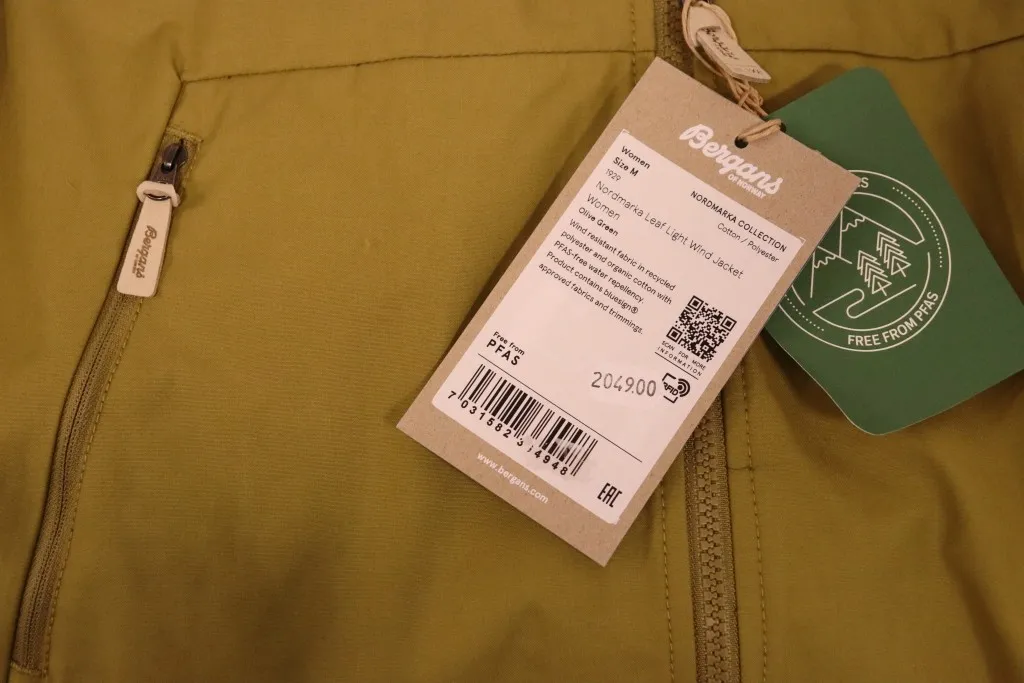 Bergans
OF NORWAY
Women
Size M
1929
NORDMARKA COLLECTION
Cotton / Polyester
Nordmarka Leaf Light Wind Jacket
Women
Olive Green
Wind resistant fabric in recycled
polyester and organic cotton with
PFAS-free water repellency.
Product contains bluesign®
approved fabrics and trimmings.
SCAN FOR MORE
INFORMATION
Free from
PFAS
2049.00
RFID
www.bergans.com
EAC
FREE FROM PFAS
Bergans